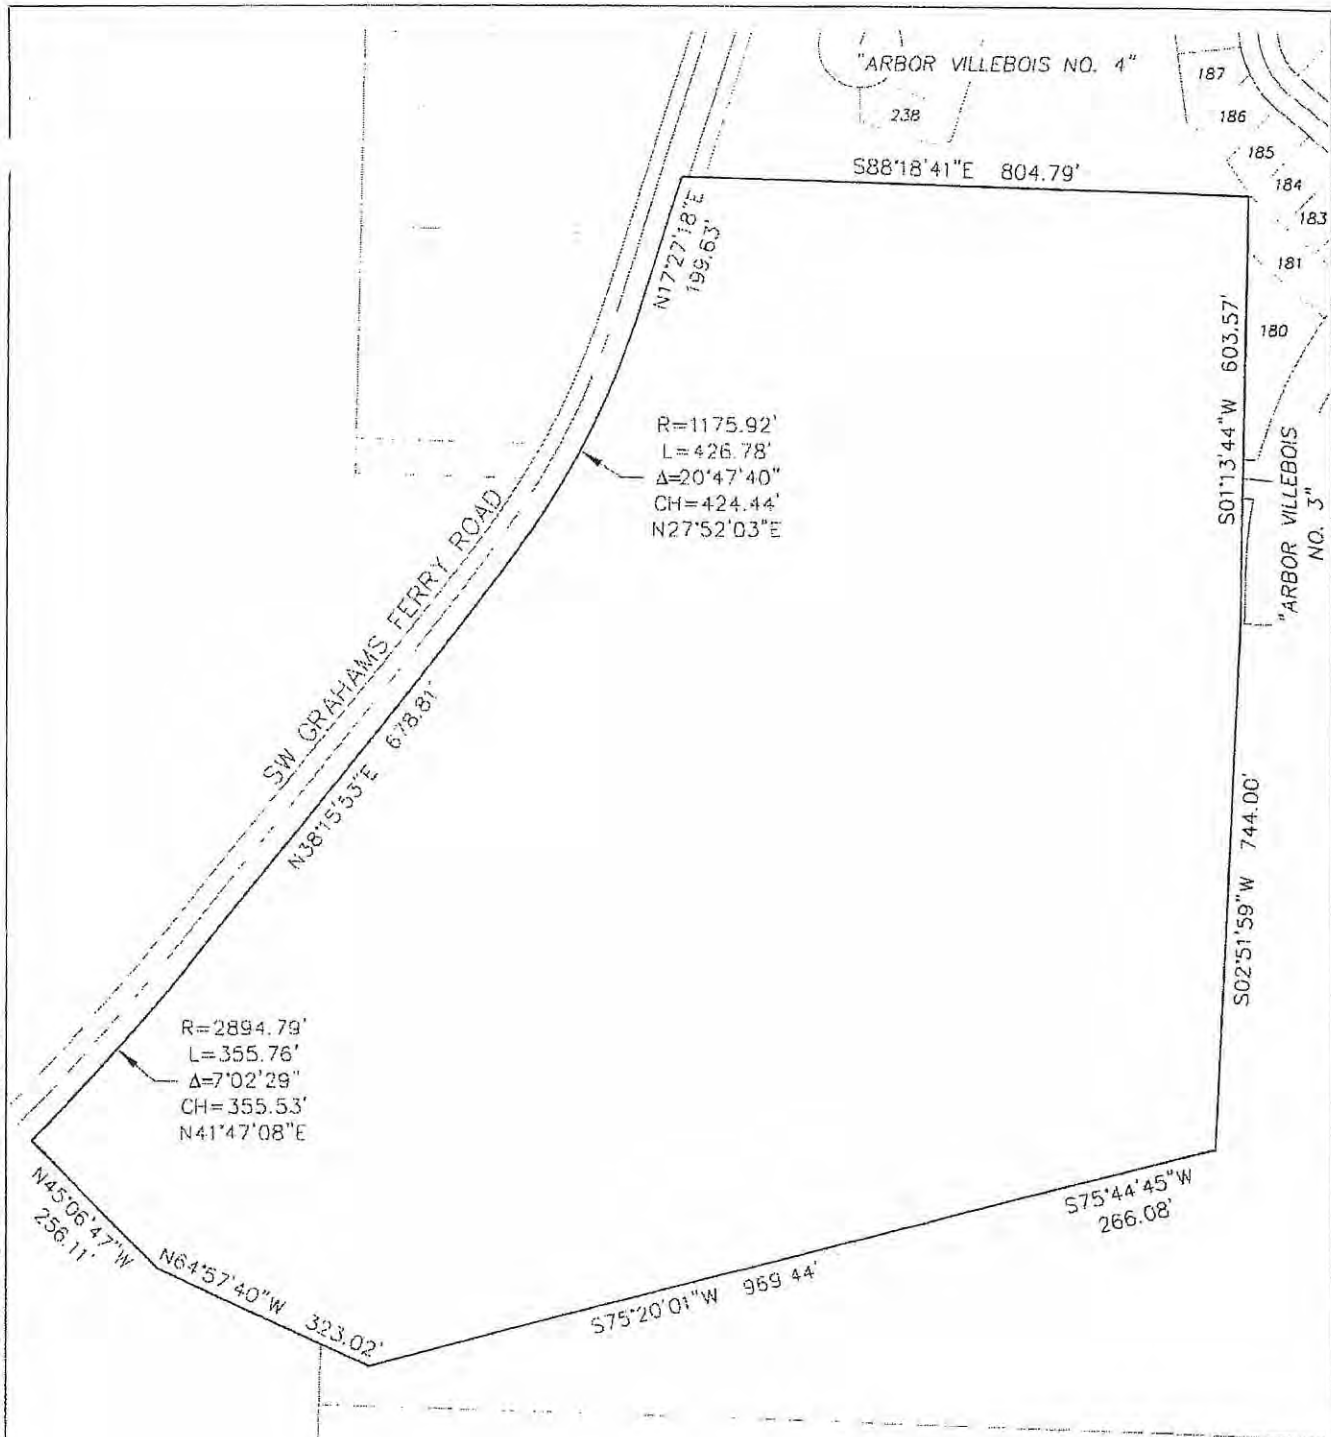 "ARBOR VILLEBOIS NO. 4"
187
238
186
185
184
183
181
180
S88°18'41"E 804.79'
N17°27'18"E
199.63'
S01°13'44"W 603.57'
R=1175.92'
L=426.78'
Δ=20°47'40"
CH=424.44'
N27°52'03"E
"ARBOR VILLEBOIS
NO. 3"
SW GRAHAMS FERRY ROAD
N38°15'53"E 678.81'
S02°51'59"W 744.00'
R=2894.79'
L=355.76'
Δ=7°02'29"
CH=355.53'
N41°47'08"E
N45°06'47"W
256.11'
N64°57'40"W 323.02'
S75°20'01"W 969.44'
S75°44'45"W
266.08'